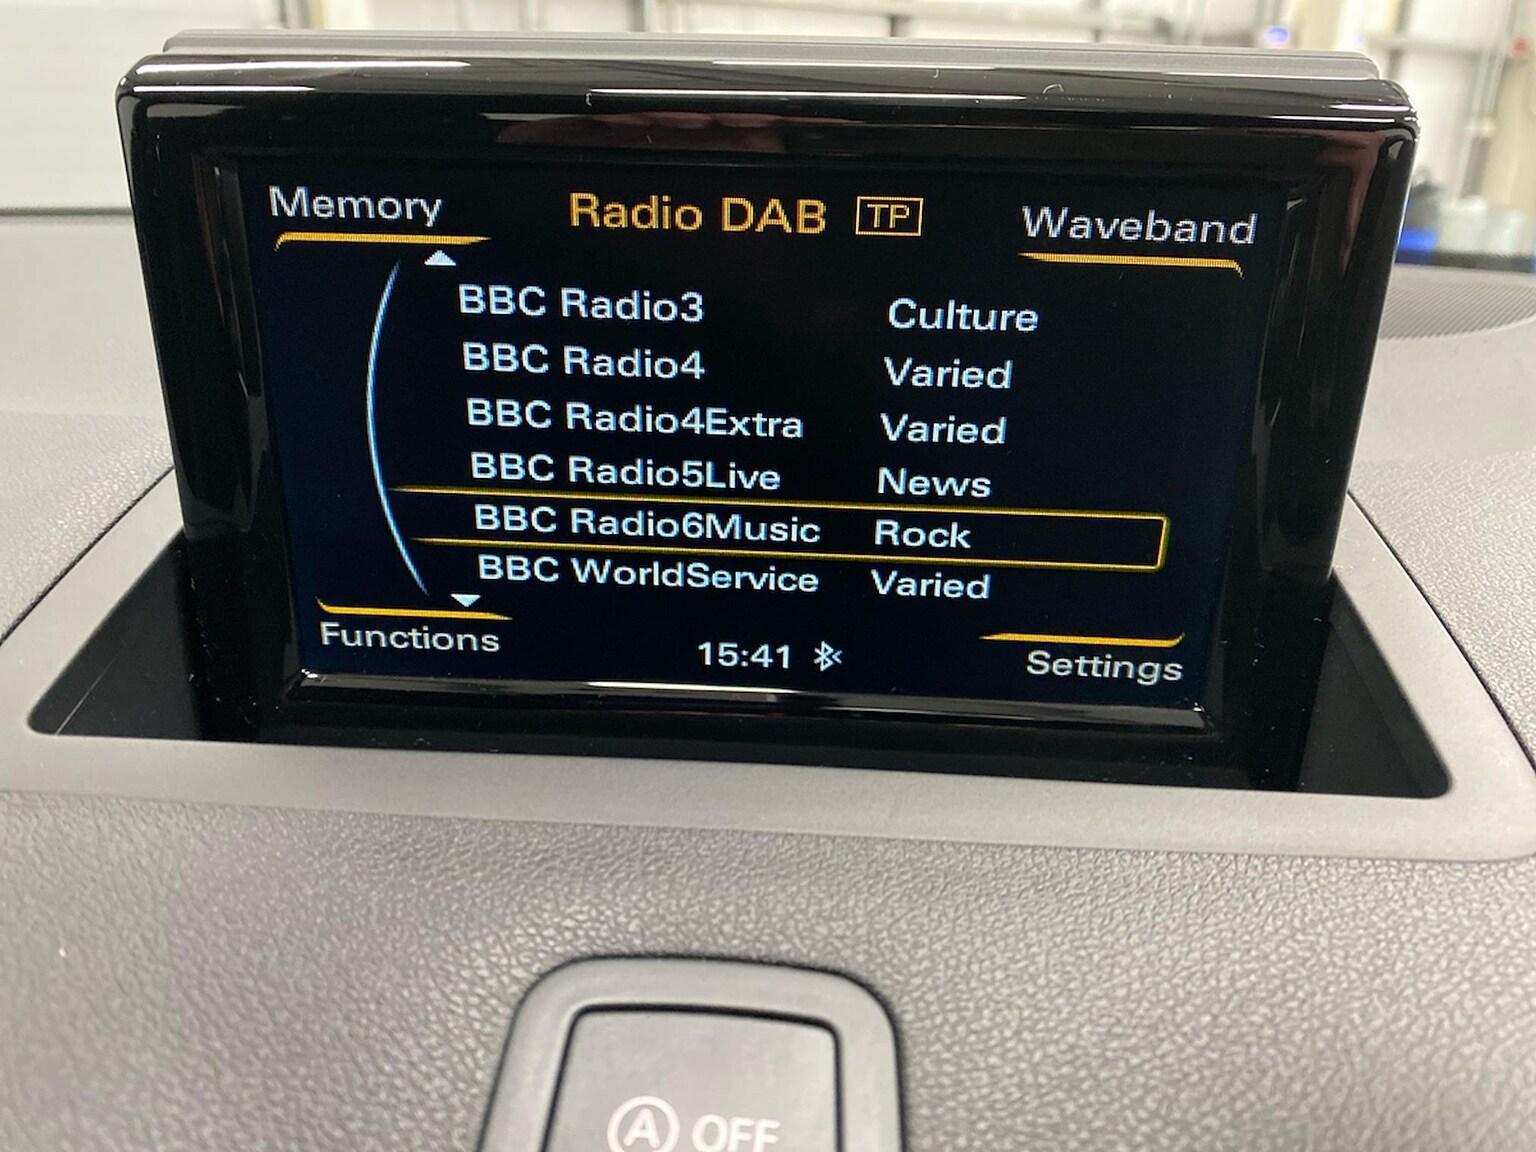 Memory
Radio DAB TP
Waveband
BBC Radio3 Culture
BBC Radio4 Varied
BBC Radio4Extra Varied
BBC Radio5Live News
BBC Radio6Music Rock
BBC WorldService Varied
Functions
15:41
Settings
A OFF